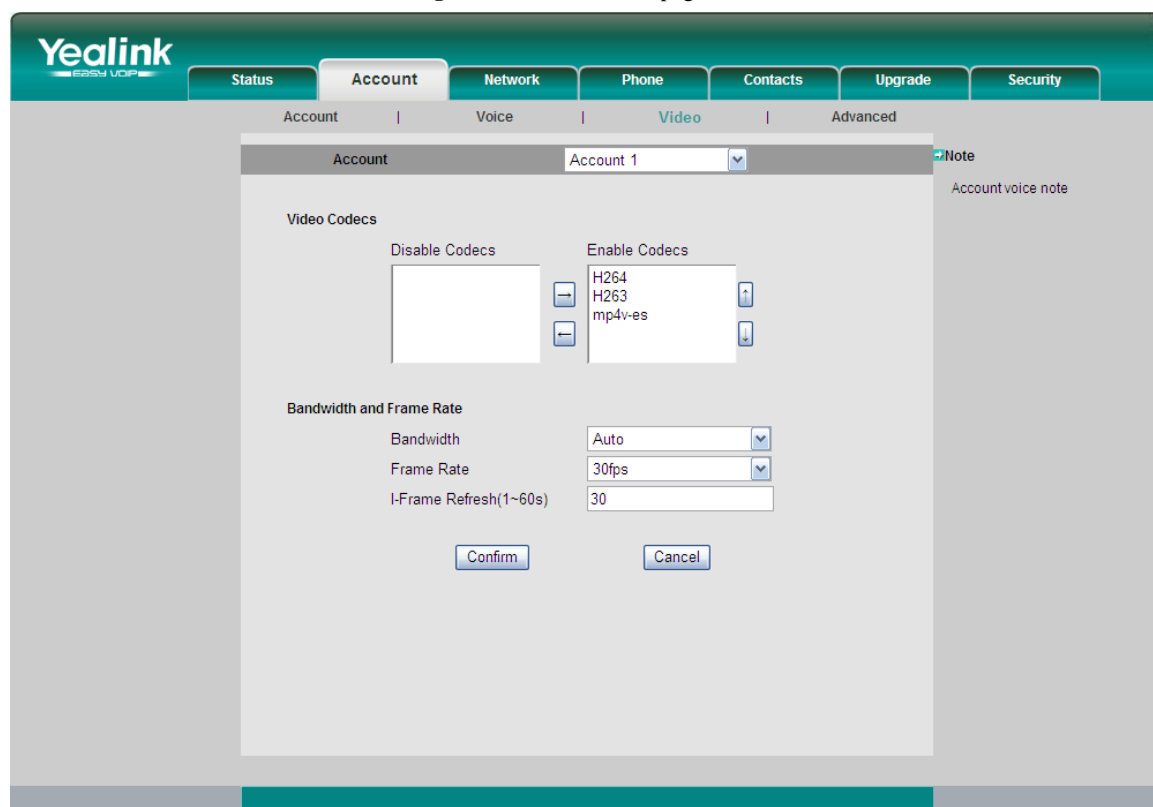 Yealink
EASY VOIP
Status Account Network Phone Contacts Upgrade Security
Account | Voice | Video | Advanced
Account Account 1
Note
Account voice note
Video Codecs
Disable Codecs Enable Codecs
H264
H263
mp4v-es
Bandwidth and Frame Rate
Bandwidth Auto
Frame Rate 30fps
I-Frame Refresh(1~60s) 30
Confirm Cancel